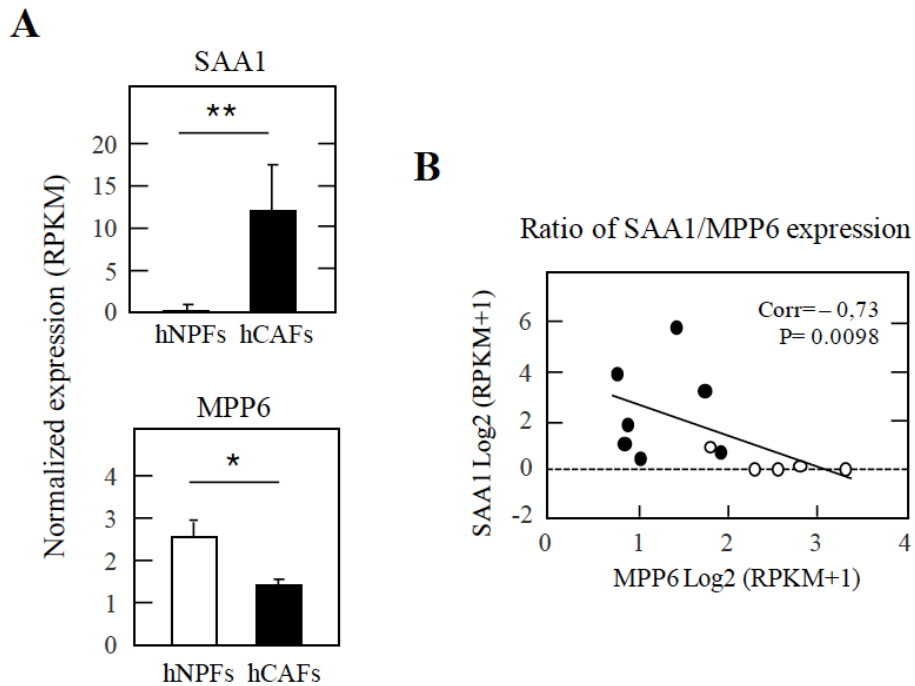 A
SAA1
**
20
15
10
5
0
hNPFs hCAFs
Normalized expression (RPKM)
MPP6
*
4
3
2
1
0
hNPFs hCAFs
B
Ratio of SAA1/MPP6 expression
Corr= – 0,73
P= 0.0098
6
4
2
0
-2
SAA1 Log2 (RPKM+1)
0 1 2 3 4
MPP6 Log2 (RPKM+1)